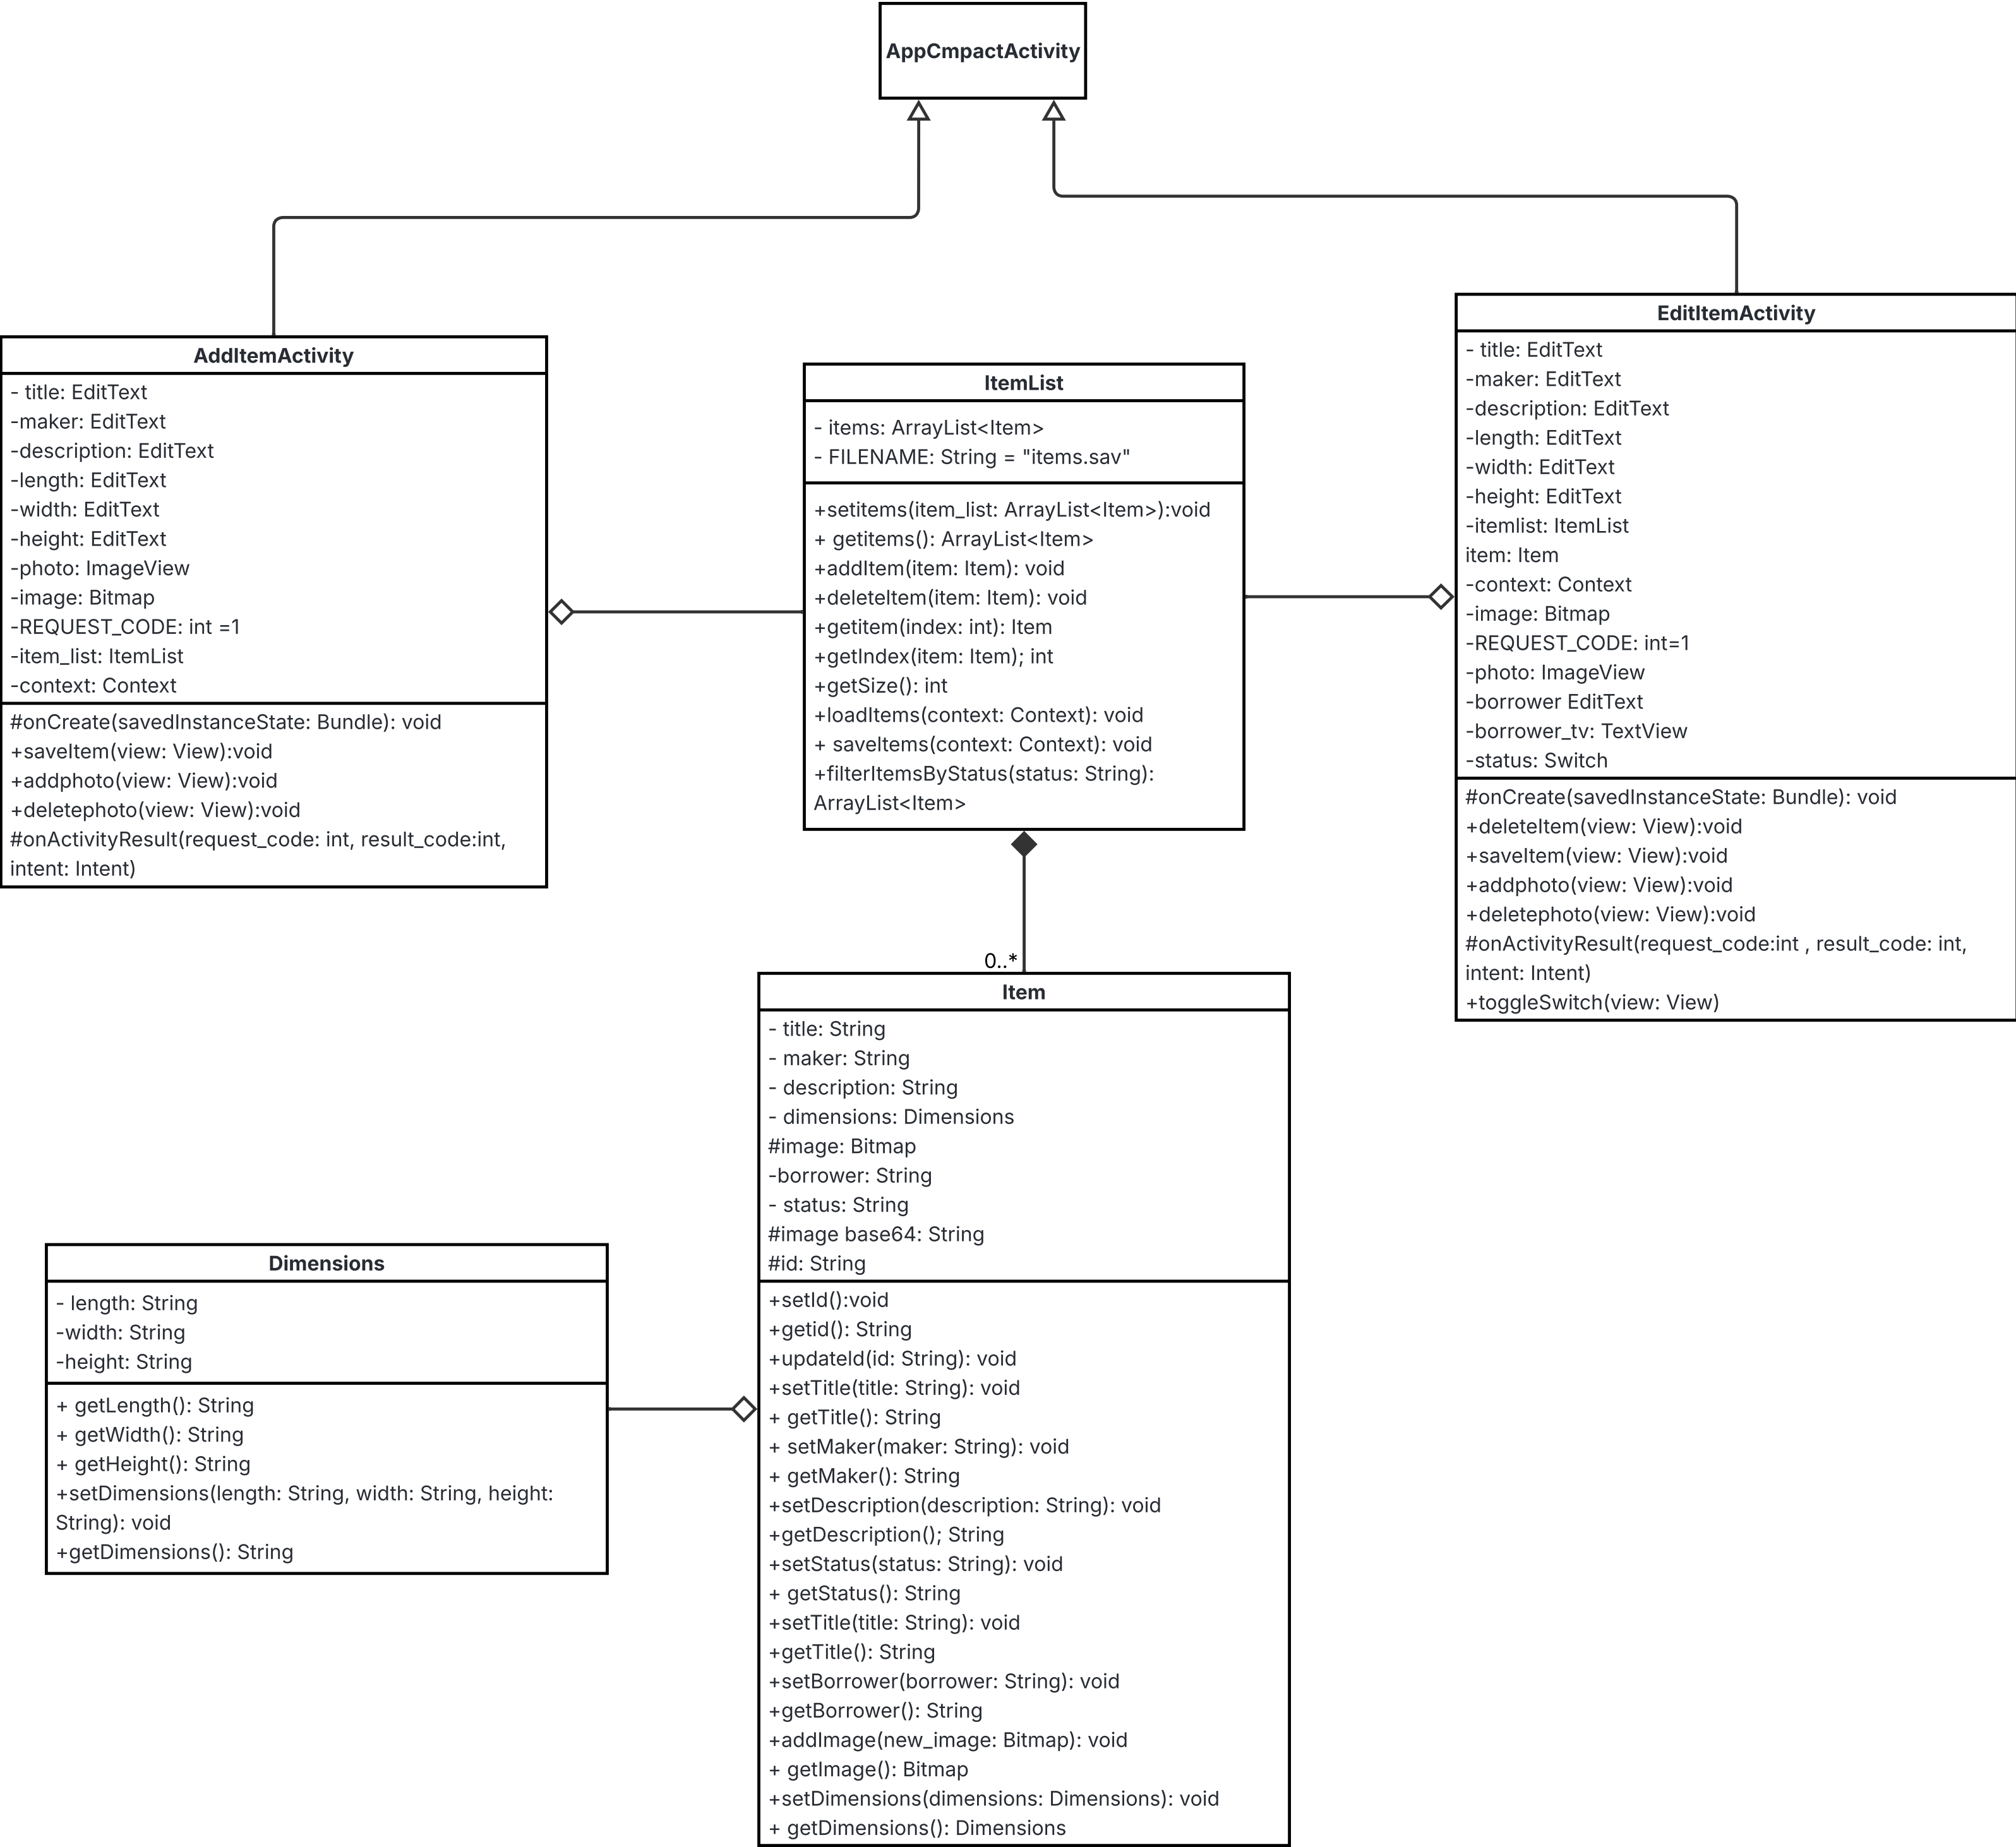 AppCmpactActivity
AddItemActivity
- title: EditText
-maker: EditText
-description: EditText
-length: EditText
-width: EditText
-height: EditText
-photo: ImageView
-image: Bitmap
-REQUEST_CODE: int =1
-item_list: ItemList
-context: Context
#onCreate(savedInstanceState: Bundle): void
+saveItem(view: View):void
+addphoto(view: View):void
+deletephoto(view: View):void
#onActivityResult(request_code: int, result_code:int,
intent: Intent)
ItemList
- items: ArrayList<Item>
- FILENAME: String = "items.sav"
+setitems(item_list: ArrayList<Item>):void
+ getitems(): ArrayList<Item>
+addItem(item: Item): void
+deleteItem(item: Item): void
+getitem(index: int): Item
+getIndex(item: Item); int
+getSize(): int
+loadItems(context: Context): void
+ saveItems(context: Context): void
+filterItemsByStatus(status: String):
ArrayList<Item>
EditItemActivity
- title: EditText
-maker: EditText
-description: EditText
-length: EditText
-width: EditText
-height: EditText
-itemlist: ItemList
item: Item
-context: Context
-image: Bitmap
-REQUEST_CODE: int=1
-photo: ImageView
-borrower EditText
-borrower_tv: TextView
-status: Switch
#onCreate(savedInstanceState: Bundle): void
+deleteItem(view: View):void
+saveItem(view: View):void
+addphoto(view: View):void
+deletephoto(view: View):void
#onActivityResult(request_code:int , result_code: int,
intent: Intent)
+toggleSwitch(view: View)
0..*
Item
- title: String
- maker: String
- description: String
- dimensions: Dimensions
#image: Bitmap
-borrower: String
- status: String
#image base64: String
#id: String
+setId():void
+getid(): String
+updateId(id: String): void
+setTitle(title: String): void
+ getTitle(): String
+ setMaker(maker: String): void
+ getMaker(): String
+setDescription(description: String): void
+getDescription(); String
+setStatus(status: String): void
+ getStatus(): String
+setTitle(title: String): void
+getTitle(): String
+setBorrower(borrower: String): void
+getBorrower(): String
+addImage(new_image: Bitmap): void
+ getImage(): Bitmap
+setDimensions(dimensions: Dimensions): void
+ getDimensions(): Dimensions
Dimensions
- length: String
-width: String
-height: String
+ getLength(): String
+ getWidth(): String
+ getHeight(): String
+setDimensions(length: String, width: String, height:
String): void
+getDimensions(): String